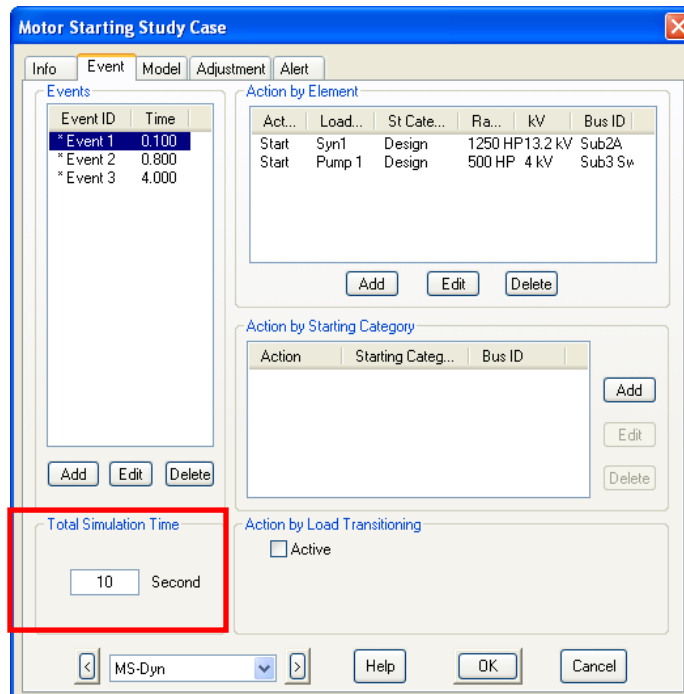 Motor Starting Study Case
Info Event Model Adjustment Alert
Events
Event ID Time
* Event 1 0.100
* Event 2 0.800
* Event 3 4.000
Add Edit Delete
Action by Element
Act... Load... St Cate... Ra... kV Bus ID
Start Syn1 Design 1250 HP 13.2 kV Sub2A
Start Pump 1 Design 500 HP 4 kV Sub3 Sw
Add Edit Delete
Action by Starting Category
Action Starting Categ... Bus ID
Add
Edit
Delete
Total Simulation Time
10 Second
Action by Load Transitioning
Active
< MS-Dyn > Help OK Cancel